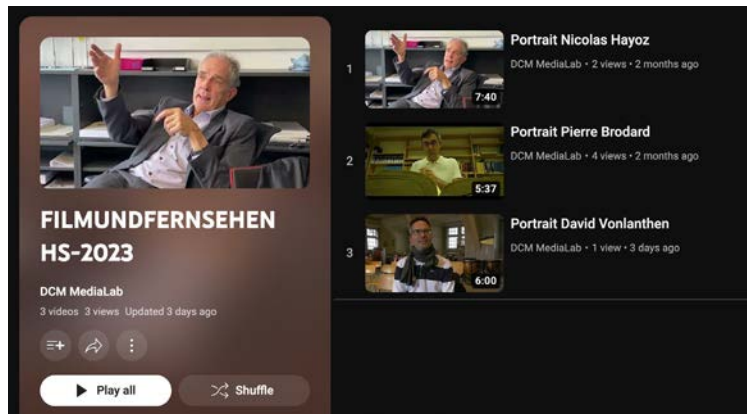 FILMUNDFERNSEHEN
HS-2023
DCM MediaLab
3 videos 3 views Updated 3 days ago
Play all
Shuffle
1
7:40
Portrait Nicolas Hayoz
DCM MediaLab • 2 views • 2 months ago
2
5:37
Portrait Pierre Brodard
DCM MediaLab • 4 views • 2 months ago
3
6:00
Portrait David Vonlanthen
DCM MediaLab • 1 view • 3 days ago